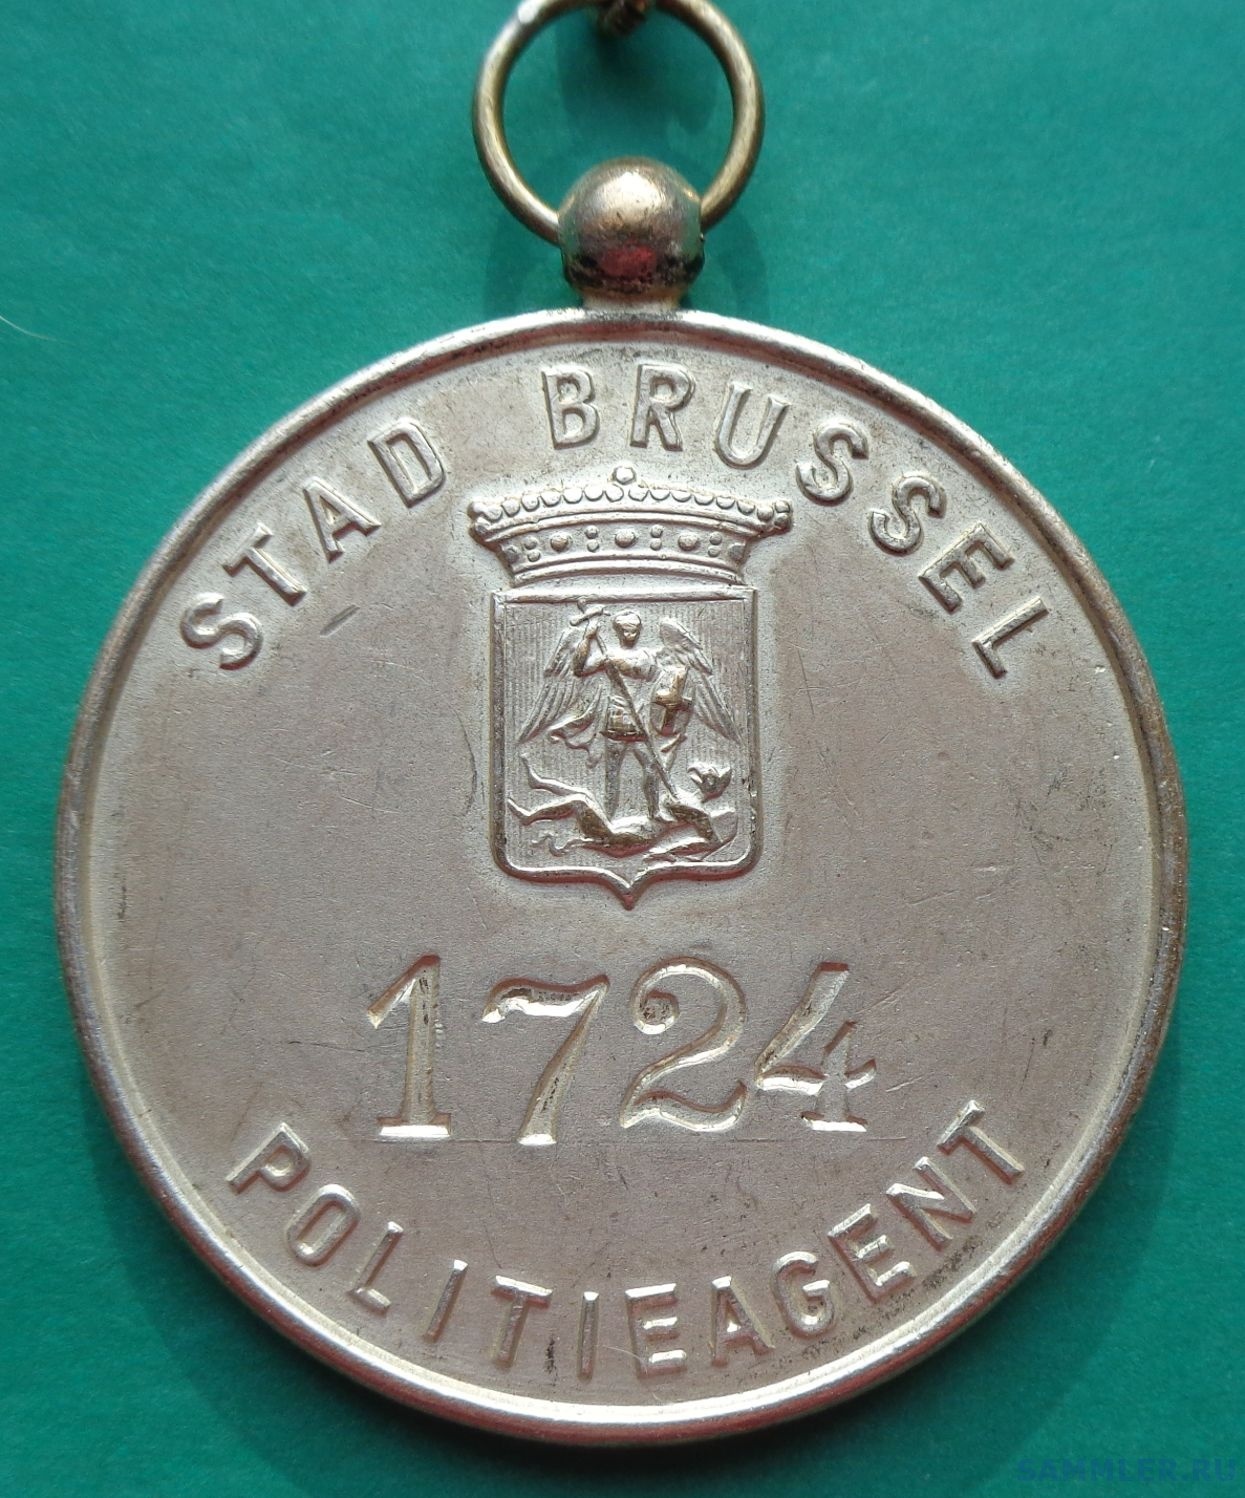 STAD BRUSSEL
1724
POLITIEAGENT
SAMMLER.RU